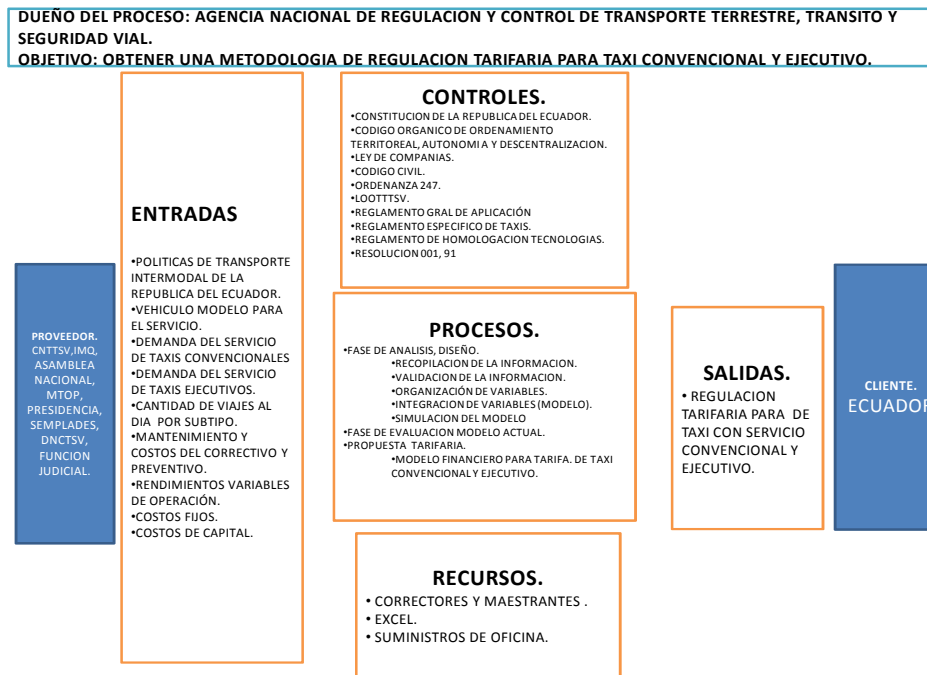 DUEÑO DEL PROCESO: AGENCIA NACIONAL DE REGULACION Y CONTROL DE TRANSPORTE TERRESTRE, TRANSITO Y
SEGURIDAD VIAL.
OBJETIVO: OBTENER UNA METODOLOGIA DE REGULACION TARIFARIA PARA TAXI CONVENCIONAL Y EJECUTIVO.
PROVEEDOR.
CNTTSV,IMQ,
ASAMBLEA
NACIONAL,
MTOP,
PRESIDENCIA,
SEMPLADES,
DNCTSV,
FUNCION
JUDICIAL.
ENTRADAS
•POLITICAS DE TRANSPORTE
INTERMODAL DE LA
REPUBLICA DEL ECUADOR.
•VEHICULO MODELO PARA
EL SERVICIO.
•DEMANDA DEL SERVICIO
DE TAXIS CONVENCIONALES
•DEMANDA DEL SERVICIO
DE TAXIS EJECUTIVOS.
•CANTIDAD DE VIAJES AL
DIA POR SUBTIPO.
•MANTENIMIENTO Y
COSTOS DEL CORRECTIVO Y
PREVENTIVO.
•RENDIMIENTOS VARIABLES
DE OPERACIÓN.
•COSTOS FIJOS.
•COSTOS DE CAPITAL.
CONTROLES.
•CONSTITUCION DE LA REPUBLICA DEL ECUADOR.
•CODIGO ORGANICO DE ORDENAMIENTO
TERRITOREAL, AUTONOMI A Y DESCENTRALIZACION.
•LEY DE COMPANIAS.
•CODIGO CIVIL.
•ORDENANZA 247.
•LOOTTTSV.
•REGLAMENTO GRAL DE APLICACIÓN
•REGLAMENTO ESPECIFICO DE TAXIS.
•REGLAMENTO DE HOMOLOGACION TECNOLOGIAS.
•RESOLUCION 001, 91
PROCESOS.
•FASE DE ANALISIS, DISEÑO.
•RECOPILACION DE LA INFORMACION.
•VALIDACION DE LA INFORMACION.
•ORGANIZACIÓN DE VARIABLES.
•INTEGRACION DE VARIABLES (MODELO).
•SIMULACION DEL MODELO
•FASE DE EVALUACION MODELO ACTUAL.
•PROPUESTA TARIFARIA.
•MODELO FINANCIERO PARA TARIFA. DE TAXI
CONVENCIONAL Y EJECUTIVO.
RECURSOS.
• CORRECTORES Y MAESTRANTES .
• EXCEL.
• SUMINISTROS DE OFICINA.
SALIDAS.
• REGULACION
TARIFARIA PARA DE
TAXI CON SERVICIO
CONVENCIONAL Y
EJECUTIVO.
CLIENTE.
ECUADOR